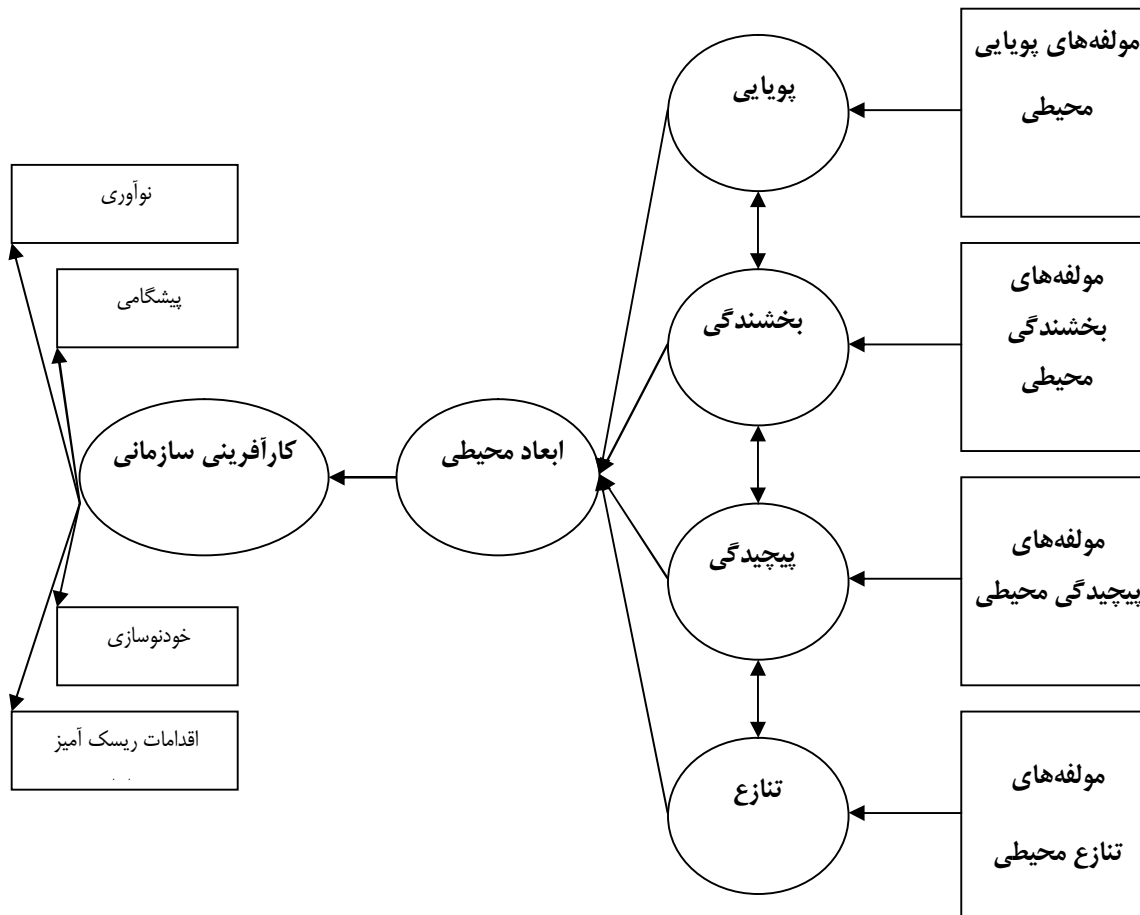 مولفه‌های پویایی
محیطی
پویایی
نوآوری
مولفه‌های
بخشندگی
محیطی
بخشندگی
پیشگامی
ابعاد محیطی
کارآفرینی سازمانی
مولفه‌های
پیچیدگی محیطی
پیچیدگی
خودنوسازی
اقدامات ریسک آمیز
مولفه‌های
تنازع محیطی
تنازع